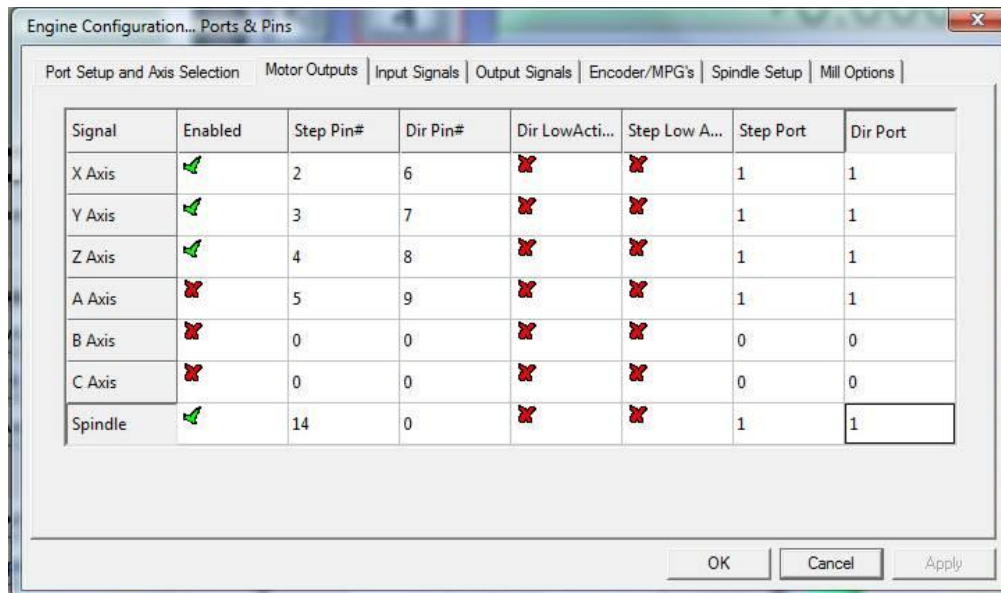 Engine Configuration... Ports & Pins
Port Setup and Axis Selection Motor Outputs Input Signals Output Signals Encoder/MPG's Spindle Setup Mill Options
Signal Enabled Step Pin# Dir Pin# Dir LowActi... Step Low A... Step Port Dir Port
X Axis 2 6 1 1
Y Axis 3 7 1 1
Z Axis 4 8 1 1
A Axis 5 9 1 1
B Axis 0 0 0 0
C Axis 0 0 0 0
Spindle 14 0 1 1
OK Cancel Apply